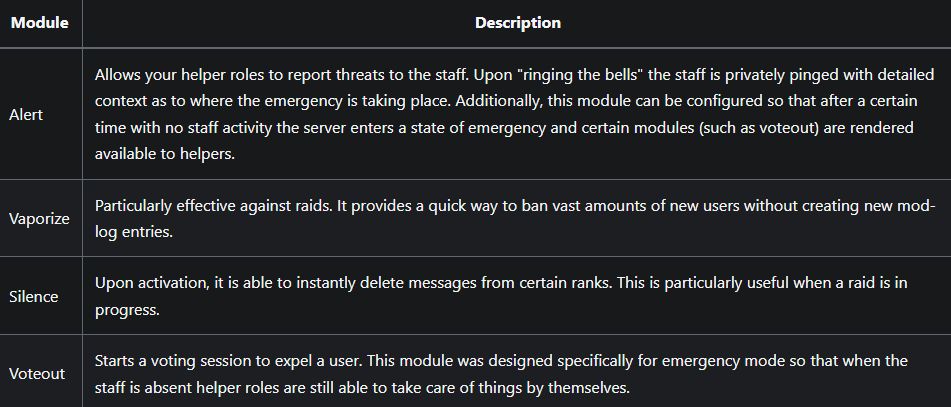 Module Description
Allows your helper roles to report threats to the staff. Upon "ringing the bells" the staff is privately pinged with detailed
context as to where the emergency is taking place. Additionally, this module can be configured so that after a certain
Alert
time with no staff activity the server enters a state of emergency and certain modules (such as voteout) are rendered
available to helpers.
Particularly effective against raids. It provides a quick way to ban vast amounts of new users without creating new mod-
Vaporize
log entries.
Upon activation, it is able to instantly delete messages from certain ranks. This is particularly useful when a raid is in
Silence
progress.
Starts a voting session to expel a user. This module was designed specifically for emergency mode so that when the
Voteout
staff is absent helper roles are still able to take care of things by themselves.